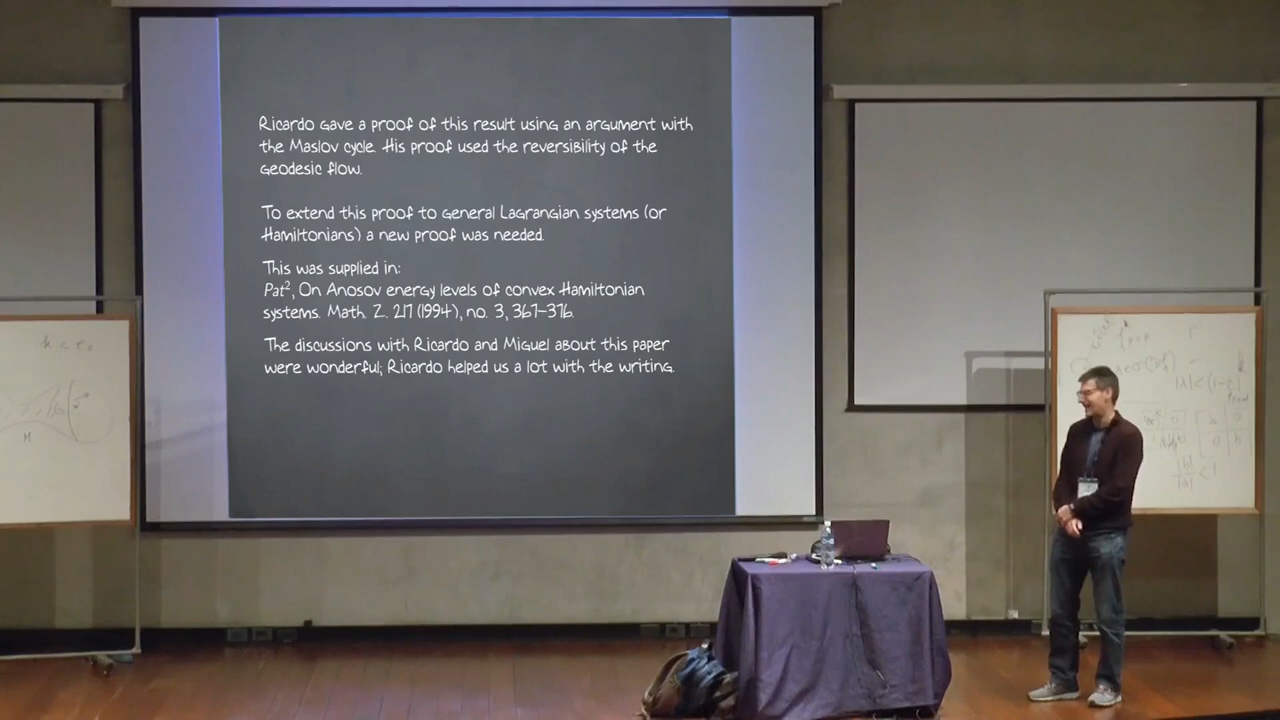 Ricardo gave a proof of this result using an argument with
the Maslov cycle. His proof used the reversibility of the
geodesic flow.
To extend this proof to general Lagrangian systems (or
Hamiltonians) a new proof was needed.
This was supplied in:
Pat², On Anosov energy levels of convex Hamiltonian
systems. Math. Z. 217 (1994), no. 3, 367–376.
The discussions with Ricardo and Miguel about this paper
were wonderful; Ricardo helped us a lot with the writing.
M